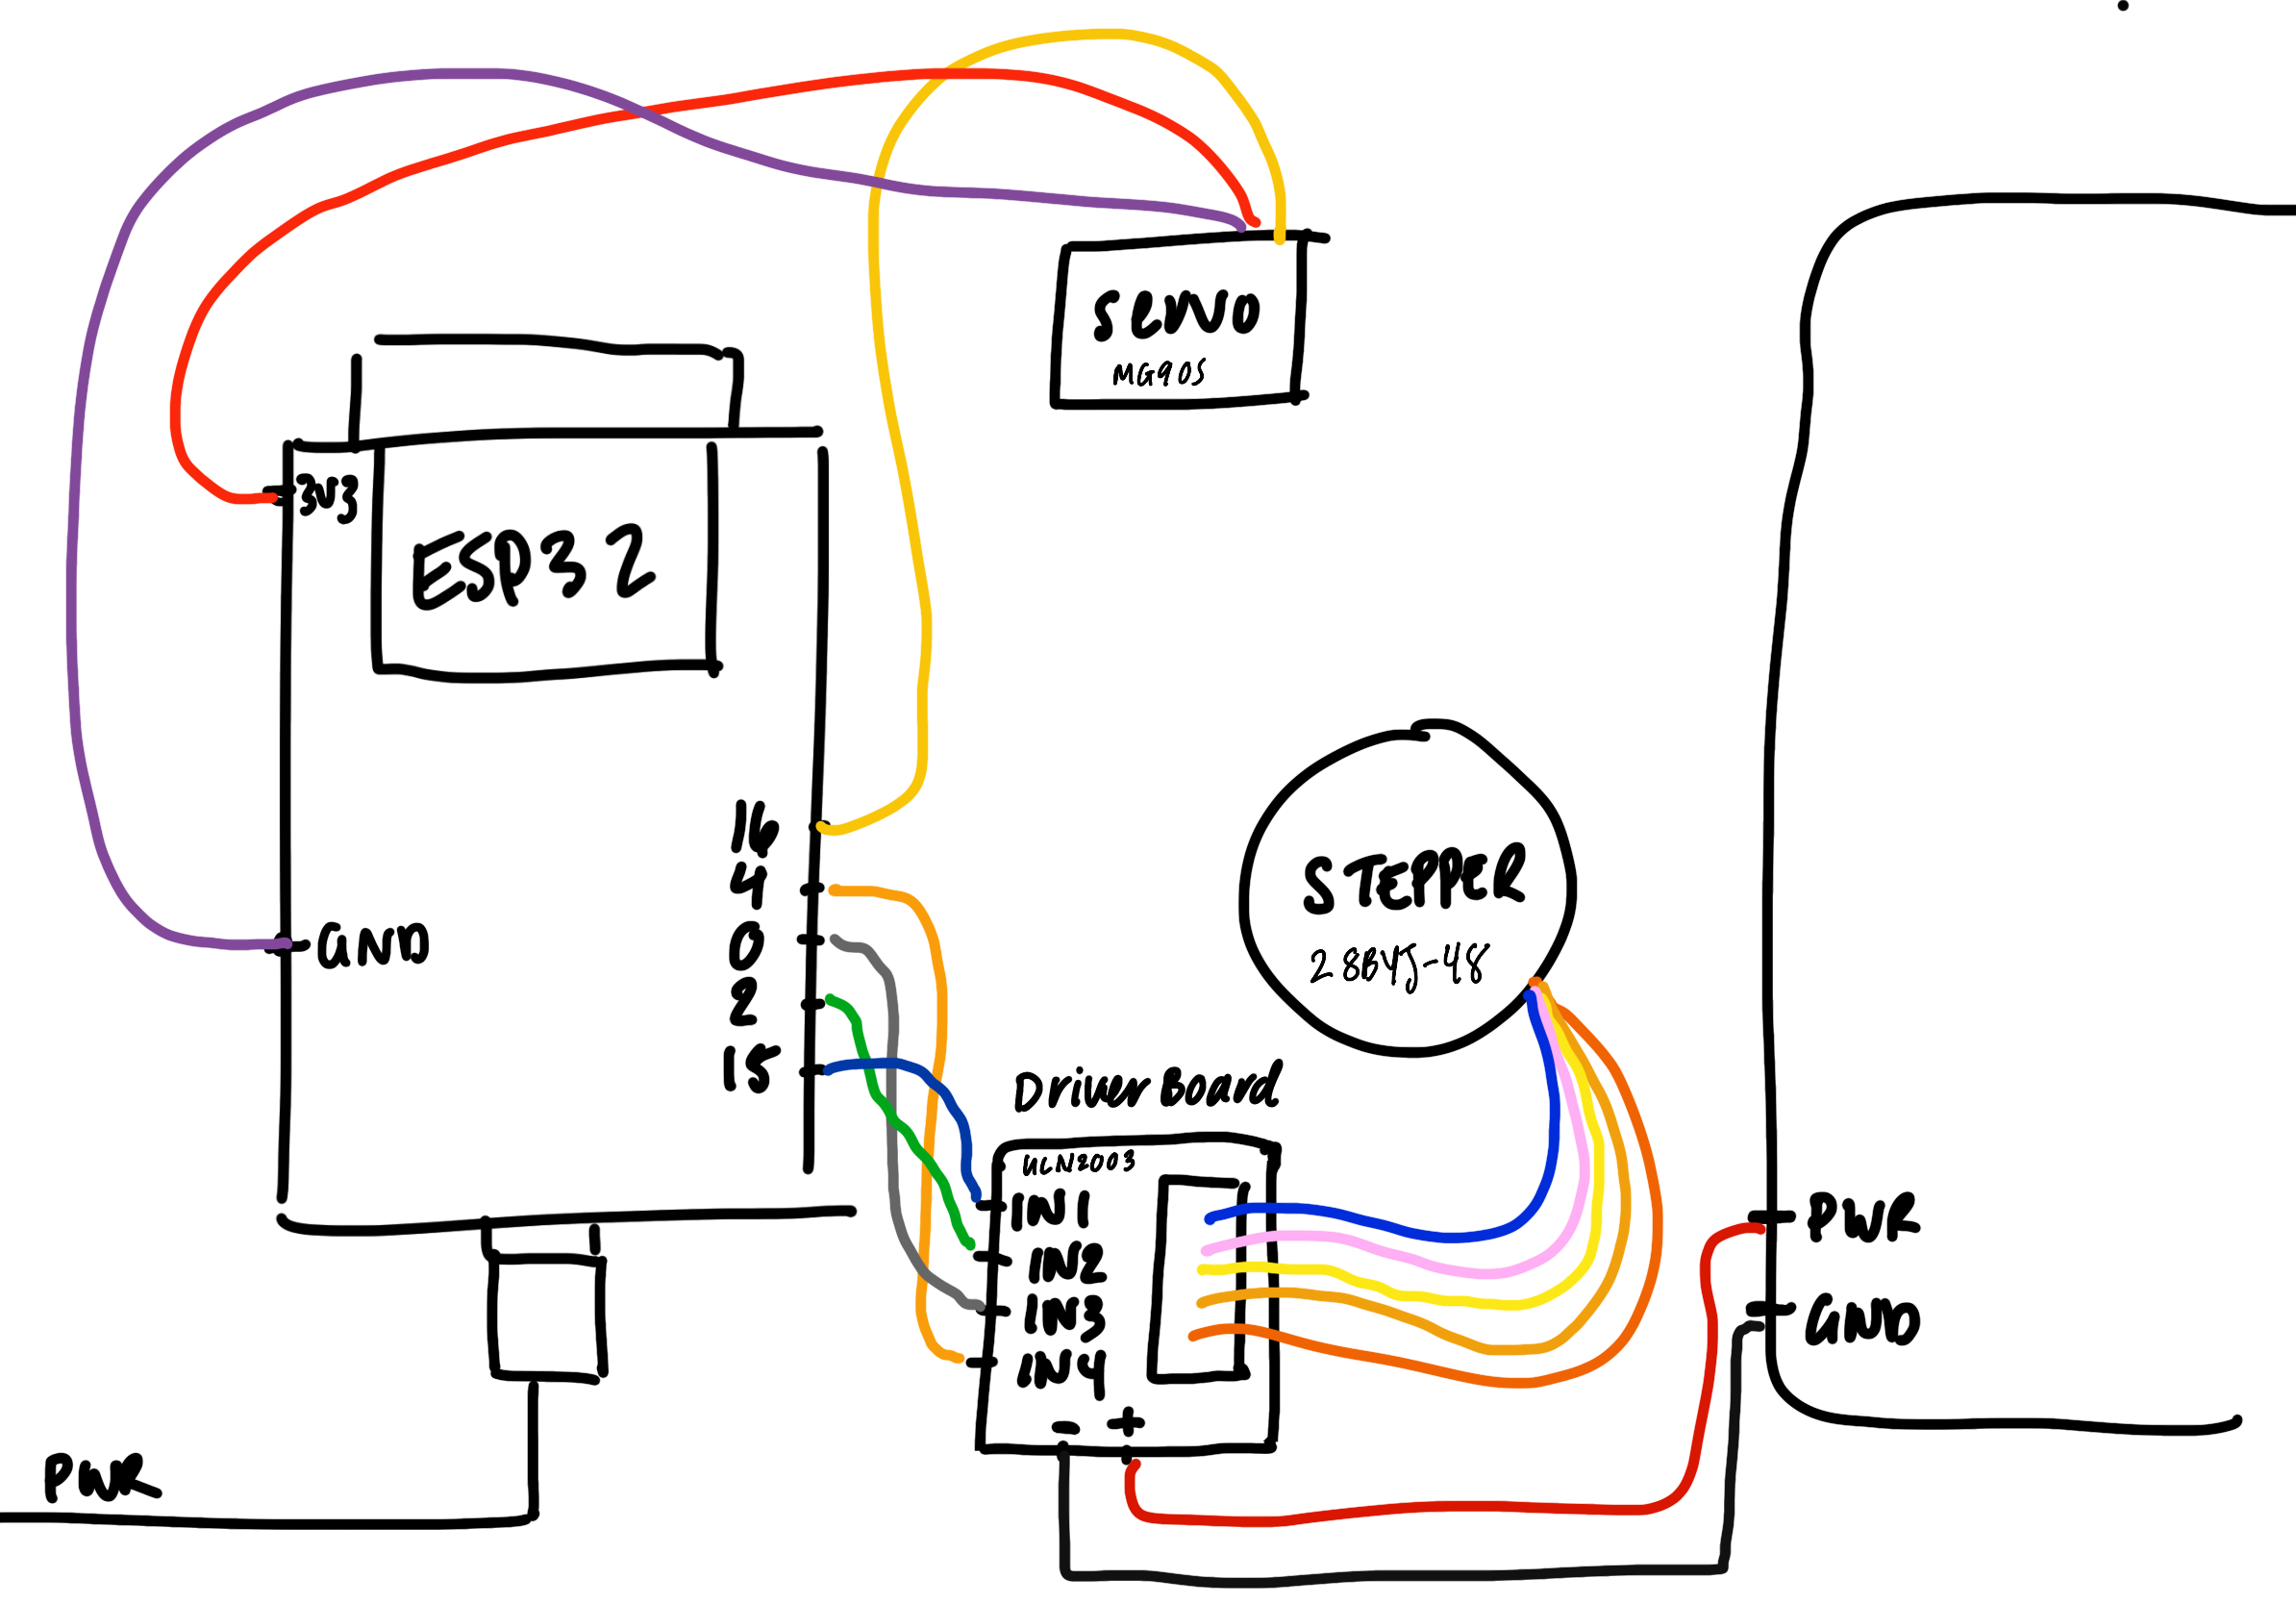 SERVO
MG90S
3V3
ESP32
16
4
0
2
15
GND
STEPPER
28BYJ-48
Driver Board
ULN2003
IN1
IN2
IN3
IN4
- +
PWR
GND
PWR